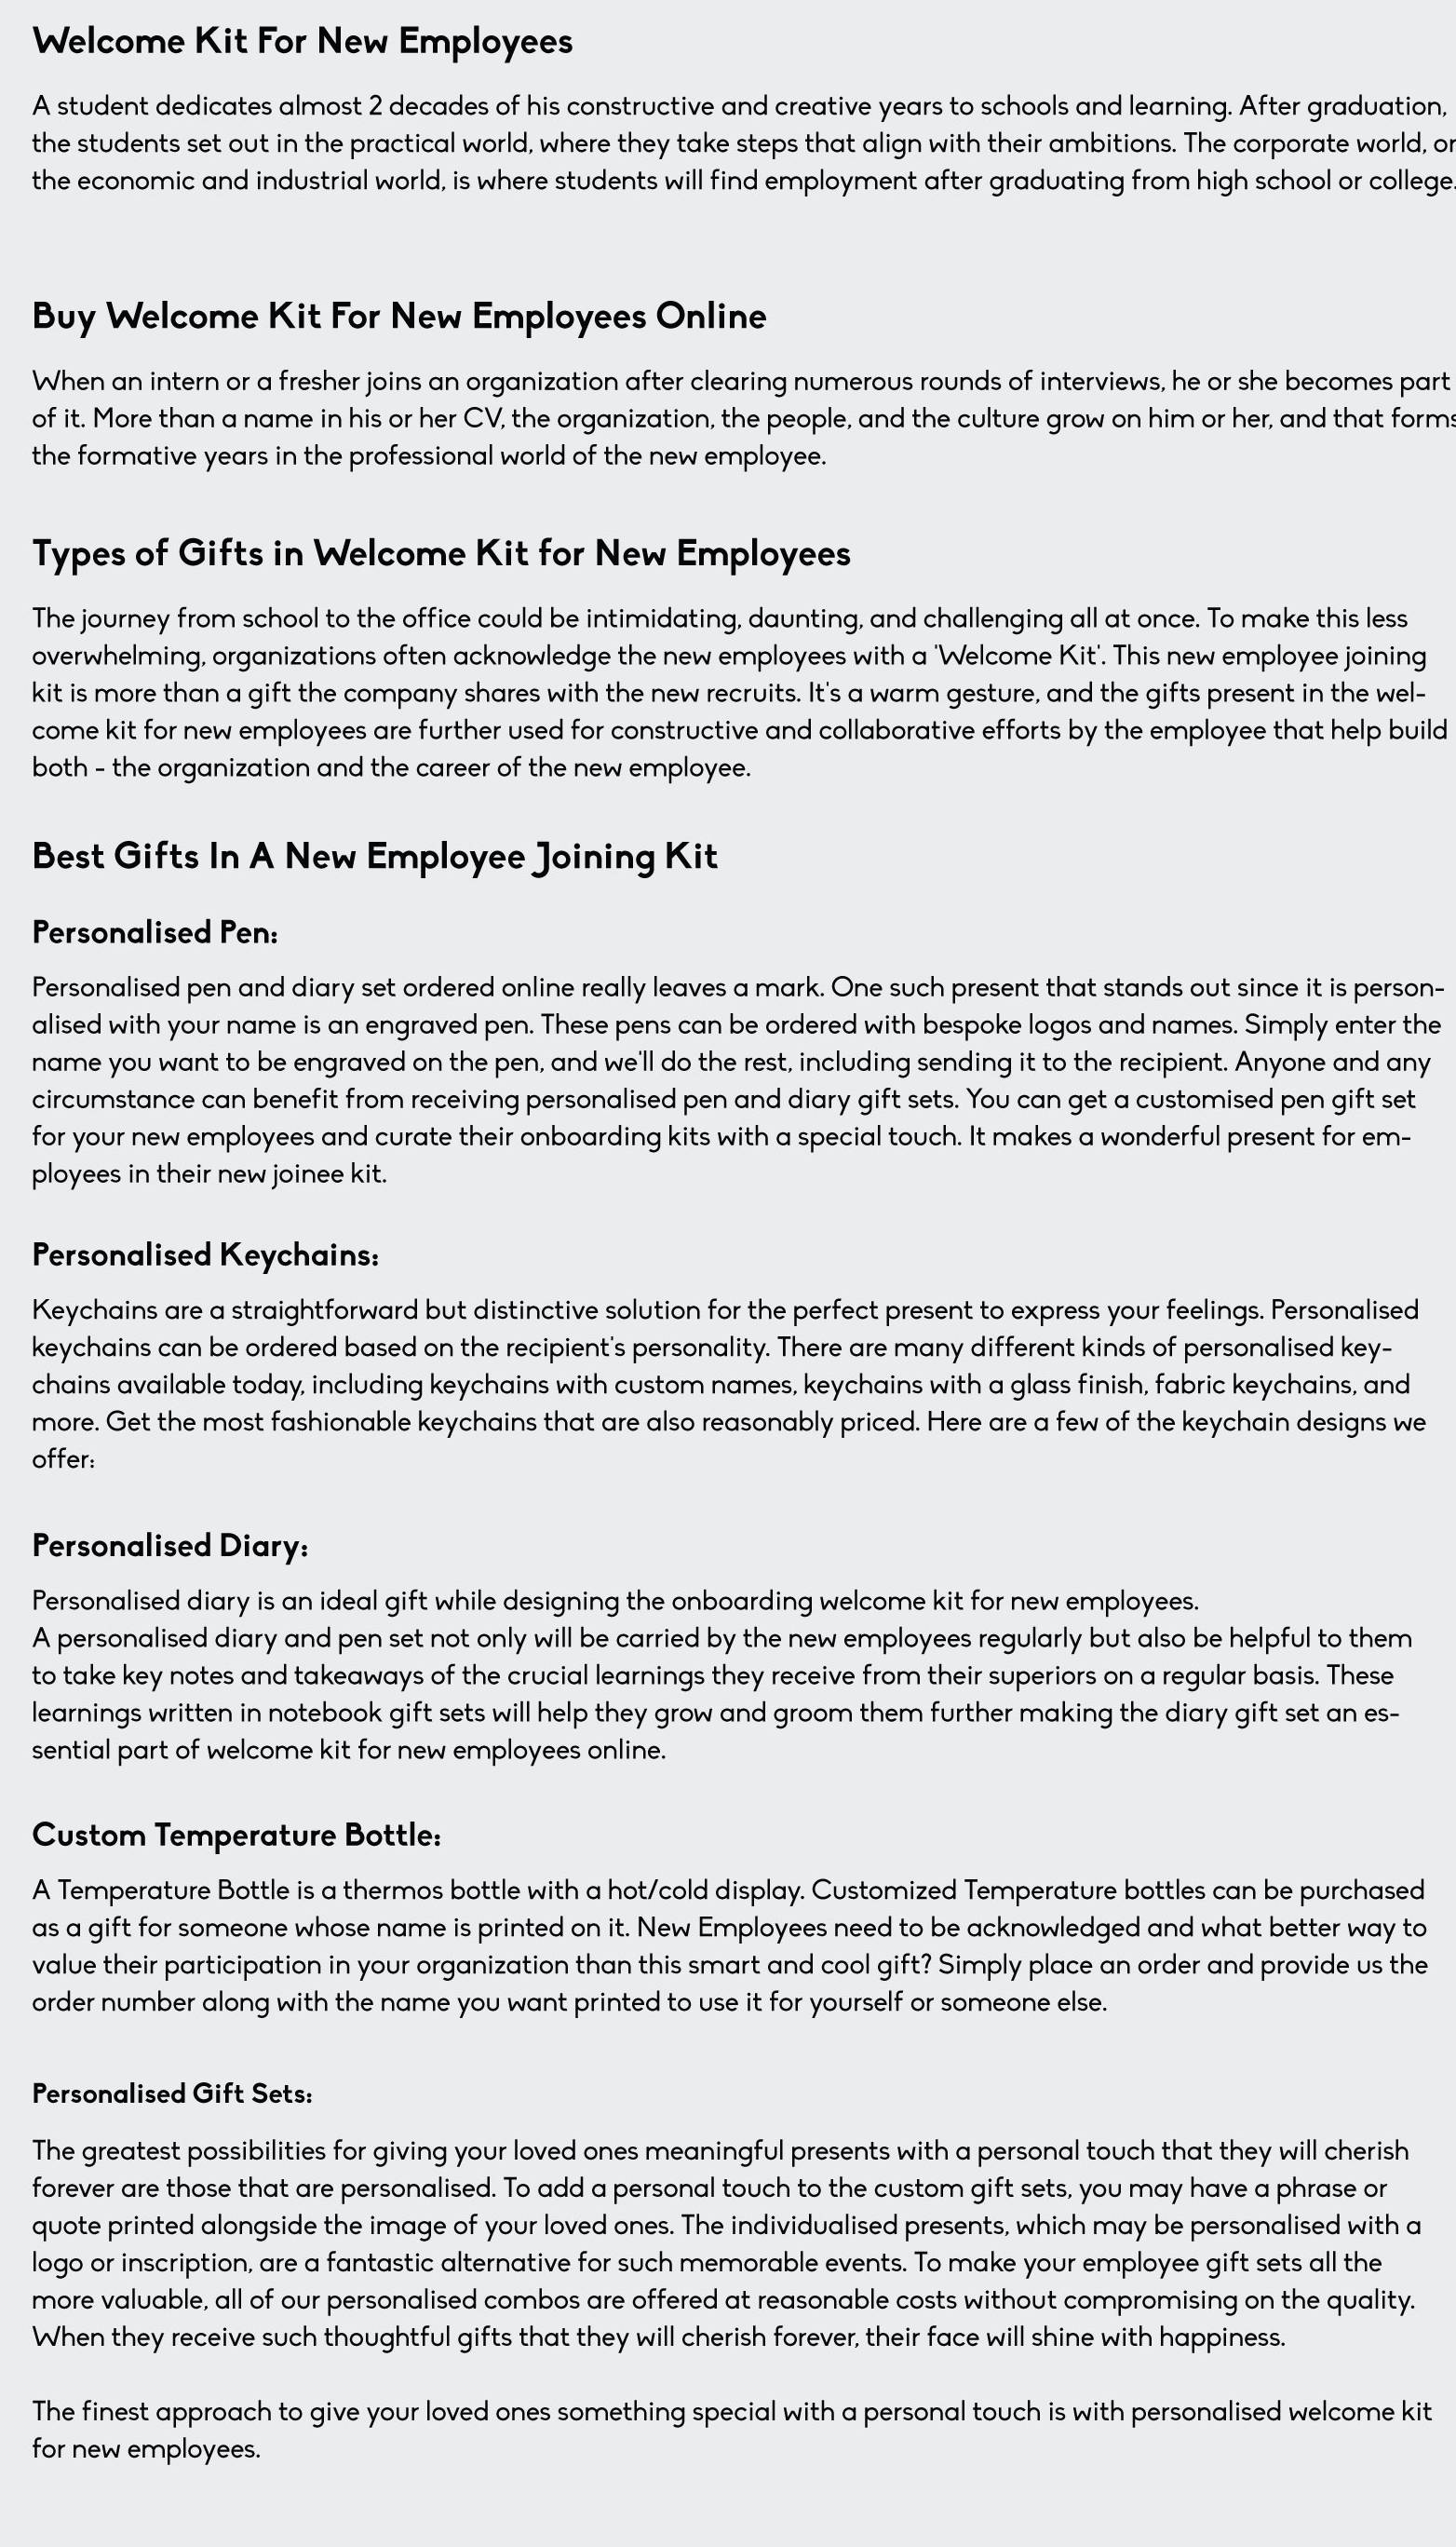 Welcome Kit For New Employees
A student dedicates almost 2 decades of his constructive and creative years to schools and learning. After graduation,
the students set out in the practical world, where they take steps that align with their ambitions. The corporate world, or
the economic and industrial world, is where students will find employment after graduating from high school or college.
Buy Welcome Kit For New Employees Online
When an intern or a fresher joins an organization after clearing numerous rounds of interviews, he or she becomes part
of it. More than a name in his or her CV, the organization, the people, and the culture grow on him or her, and that forms
the formative years in the professional world of the new employee.
Types of Gifts in Welcome Kit for New Employees
The journey from school to the office could be intimidating, daunting, and challenging all at once. To make this less
overwhelming, organizations often acknowledge the new employees with a 'Welcome Kit'. This new employee joining
kit is more than a gift the company shares with the new recruits. It's a warm gesture, and the gifts present in the wel-
come kit for new employees are further used for constructive and collaborative efforts by the employee that help build
both - the organization and the career of the new employee.
Best Gifts In A New Employee Joining Kit
Personalised Pen:
Personalised pen and diary set ordered online really leaves a mark. One such present that stands out since it is person-
alised with your name is an engraved pen. These pens can be ordered with bespoke logos and names. Simply enter the
name you want to be engraved on the pen, and we'll do the rest, including sending it to the recipient. Anyone and any
circumstance can benefit from receiving personalised pen and diary gift sets. You can get a customised pen gift set
for your new employees and curate their onboarding kits with a special touch. It makes a wonderful present for em-
ployees in their new joinee kit.
Personalised Keychains:
Keychains are a straightforward but distinctive solution for the perfect present to express your feelings. Personalised
keychains can be ordered based on the recipient's personality. There are many different kinds of personalised key-
chains available today, including keychains with custom names, keychains with a glass finish, fabric keychains, and
more. Get the most fashionable keychains that are also reasonably priced. Here are a few of the keychain designs we
offer:
Personalised Diary:
Personalised diary is an ideal gift while designing the onboarding welcome kit for new employees.
A personalised diary and pen set not only will be carried by the new employees regularly but also be helpful to them
to take key notes and takeaways of the crucial learnings they receive from their superiors on a regular basis. These
learnings written in notebook gift sets will help they grow and groom them further making the diary gift set an es-
sential part of welcome kit for new employees online.
Custom Temperature Bottle:
A Temperature Bottle is a thermos bottle with a hot/cold display. Customized Temperature bottles can be purchased
as a gift for someone whose name is printed on it. New Employees need to be acknowledged and what better way to
value their participation in your organization than this smart and cool gift? Simply place an order and provide us the
order number along with the name you want printed to use it for yourself or someone else.
Personalised Gift Sets:
The greatest possibilities for giving your loved ones meaningful presents with a personal touch that they will cherish
forever are those that are personalised. To add a personal touch to the custom gift sets, you may have a phrase or
quote printed alongside the image of your loved ones. The individualised presents, which may be personalised with a
logo or inscription, are a fantastic alternative for such memorable events. To make your employee gift sets all the
more valuable, all of our personalised combos are offered at reasonable costs without compromising on the quality.
When they receive such thoughtful gifts that they will cherish forever, their face will shine with happiness.
The finest approach to give your loved ones something special with a personal touch is with personalised welcome kit
for new employees.